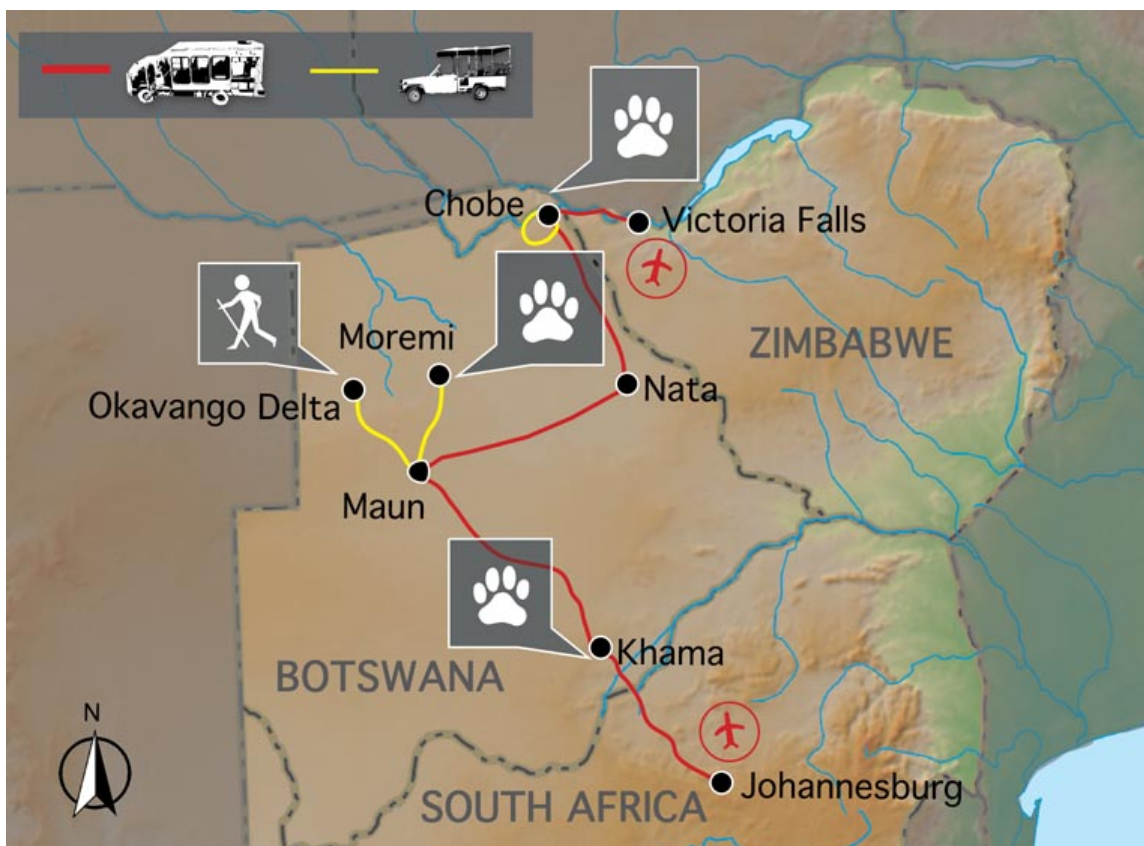 Chobe
Victoria Falls
Moremi
ZIMBABWE
Okavango Delta
Nata
Maun
Khama
BOTSWANA
N
Johannesburg
SOUTH AFRICA